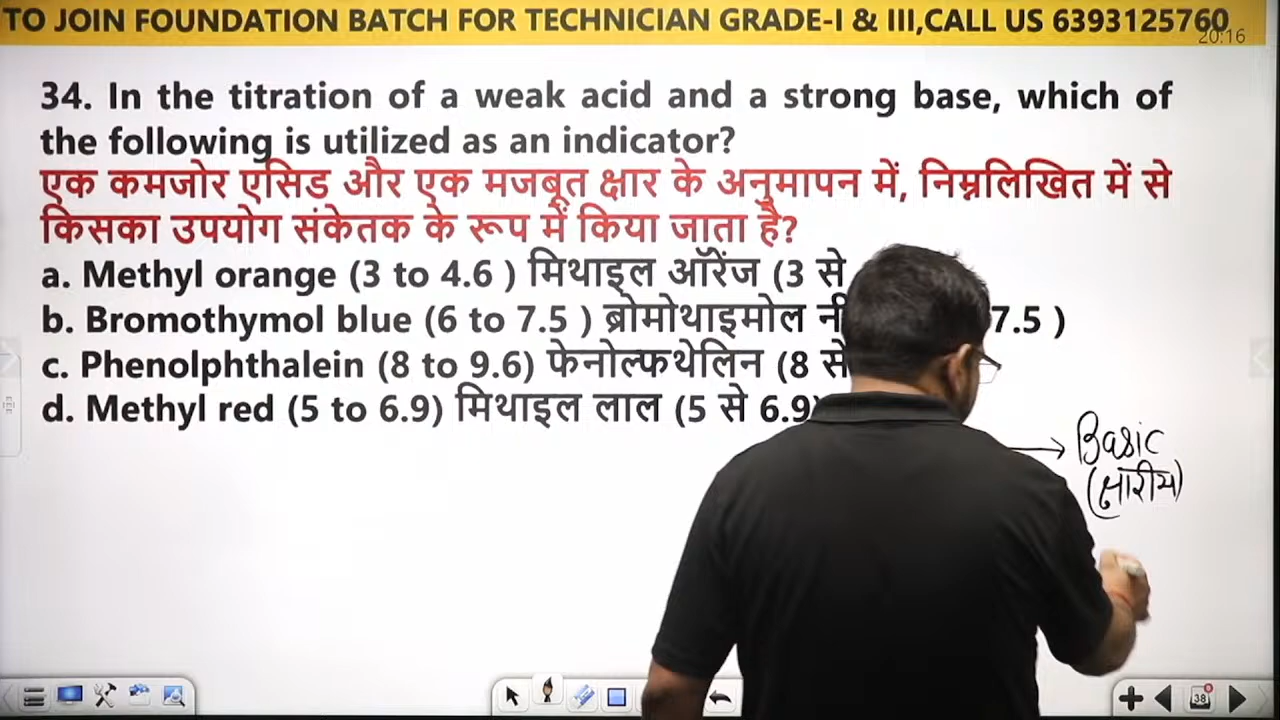 TO JOIN FOUNDATION BATCH FOR TECHNICIAN GRADE-I & III,CALL US 6393125760
20:16
34. In the titration of a weak acid and a strong base, which of
the following is utilized as an indicator?
एक कमजोर एसिड और एक मजबूत क्षार के अनुमापन में, निम्नलिखित में से
किसका उपयोग संकेतक के रूप में किया जाता है?
a. Methyl orange (3 to 4.6 ) मिथाइल ऑरेंज (3 से
b. Bromothymol blue (6 to 7.5 ) ब्रोमोथाइमोल 7.5 )
c. Phenolphthalein (8 to 9.6) फेनोल्फथेलिन (8 से
d. Methyl red (5 to 6.9) मिथाइल लाल (5 से 6.9)
Basic
(क्षारीय)
38